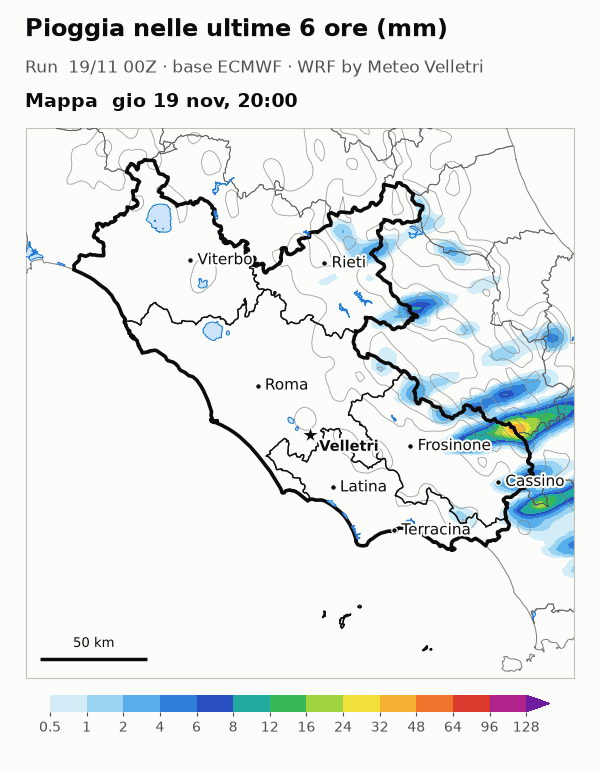 Pioggia nelle ultime 6 ore (mm)
Run  19/11 00Z · base ECMWF · WRF by Meteo Velletri
Mappa  gio 19 nov, 20:00
Viterbo
Rieti
Roma
Velletri
Frosinone
Latina
Cassino
Terracina
50 km
0.5 1 2 4 6 8 12 16 24 32 48 64 96 128